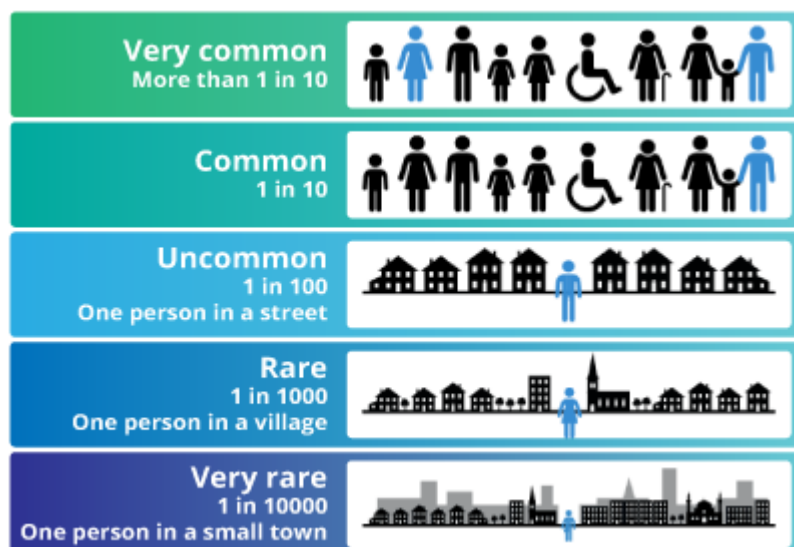 Very common
More than 1 in 10
Common
1 in 10
Uncommon
1 in 100
One person in a street
Rare
1 in 1000
One person in a village
Very rare
1 in 10000
One person in a small town